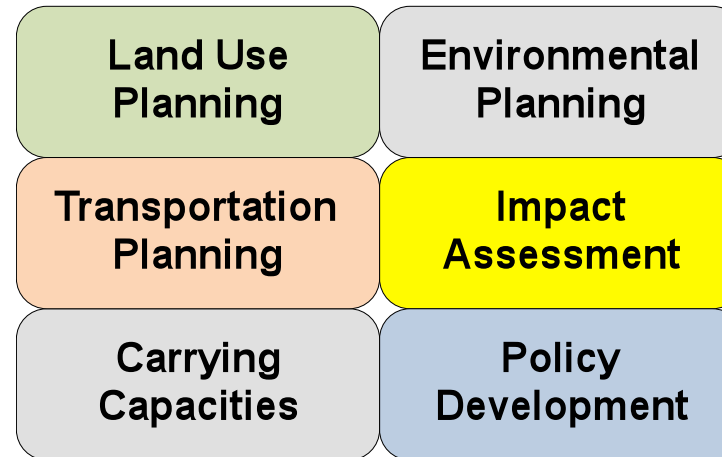 Land Use
Planning
Environmental
Planning
Transportation
Planning
Impact
Assessment
Carrying
Capacities
Policy
Development